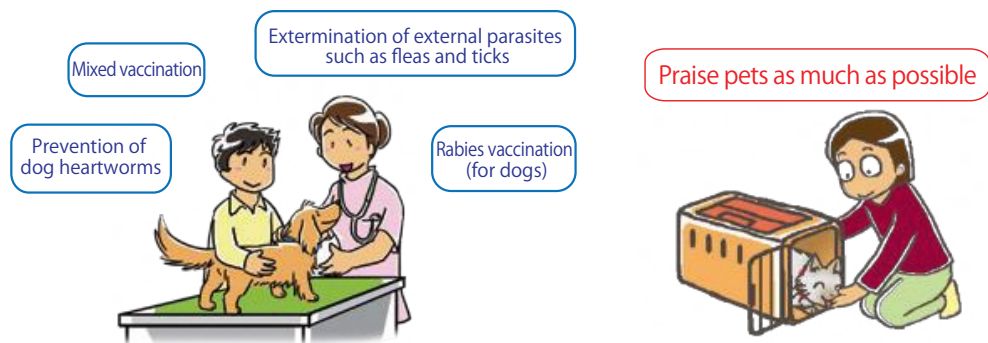 Mixed vaccination
Extermination of external parasites
such as fleas and ticks
Prevention of
dog heartworms
Rabies vaccination
(for dogs)
Praise pets as much as possible